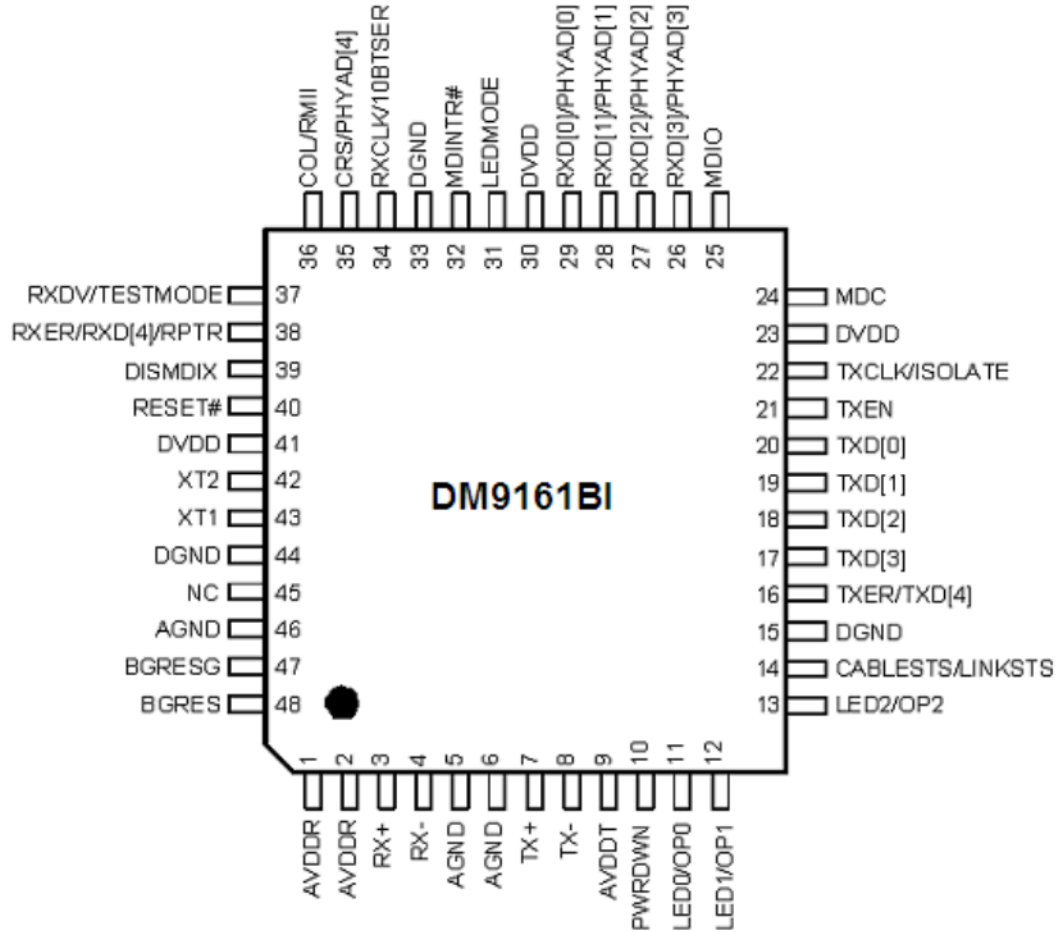 COL/RMII
CRS/PHYAD[4]
RXCLK/10BTSER
DGND
MDINTR#
LEDMODE
DVDD
RXD[0]/PHYAD[0]
RXD[1]/PHYAD[1]
RXD[2]/PHYAD[2]
RXD[3]/PHYAD[3]
MDIO
36 35 34 33 32 31 30 29 28 27 26 25
RXDV/TESTMODE 37
RXER/RXD[4]/RPTR 38
DISMDIX 39
RESET# 40
DVDD 41
XT2 42
XT1 43
DGND 44
NC 45
AGND 46
BGRESG 47
BGRES 48
DM9161BI
24 MDC
23 DVDD
22 TXCLK/ISOLATE
21 TXEN
20 TXD[0]
19 TXD[1]
18 TXD[2]
17 TXD[3]
16 TXER/TXD[4]
15 DGND
14 CABLESTS/LINKSTS
13 LED2/OP2
1 2 3 4 5 6 7 8 9 10 11 12
AVDDR
AVDDR
RX+
RX-
AGND
AGND
TX+
TX-
AVDDT
PWRDWN
LED0/OP0
LED1/OP1